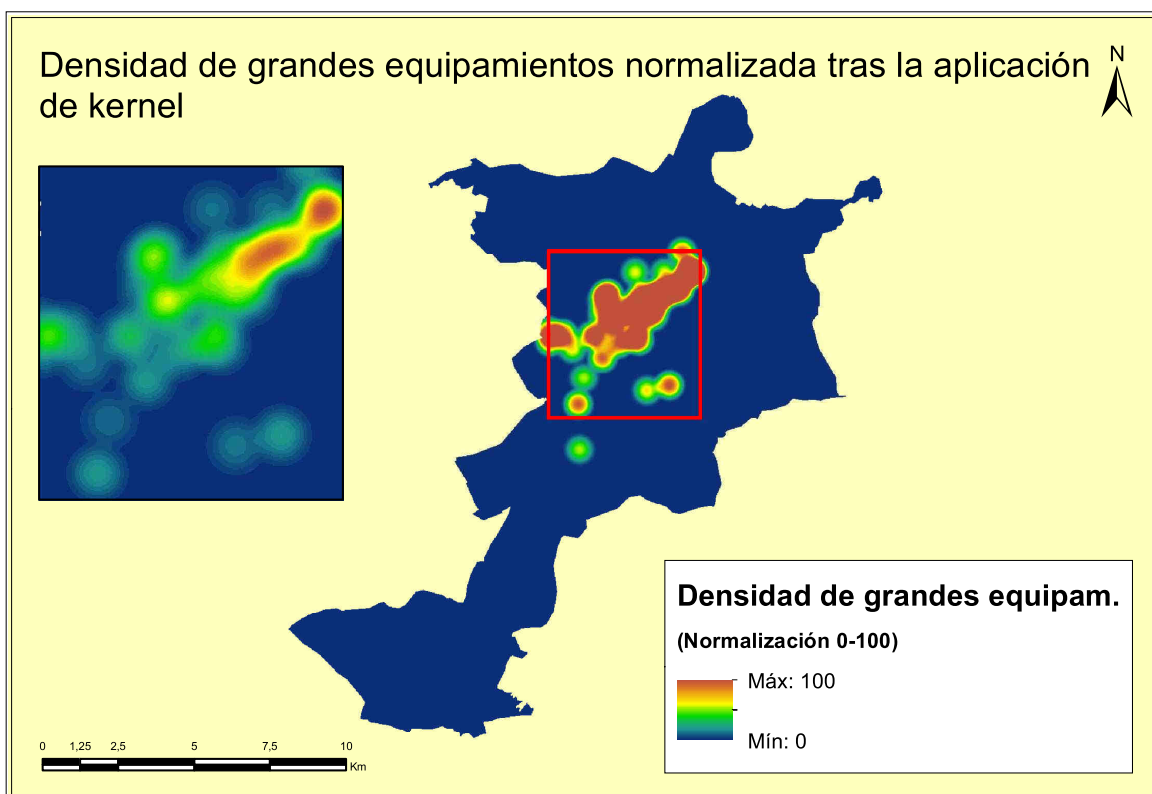 Densidad de grandes equipamientos normalizada tras la aplicación
de kernel
N
Densidad de grandes equipam.
(Normalización 0-100)
Máx: 100
Mín: 0
0 1,25 2,5 5 7,5 10
Km